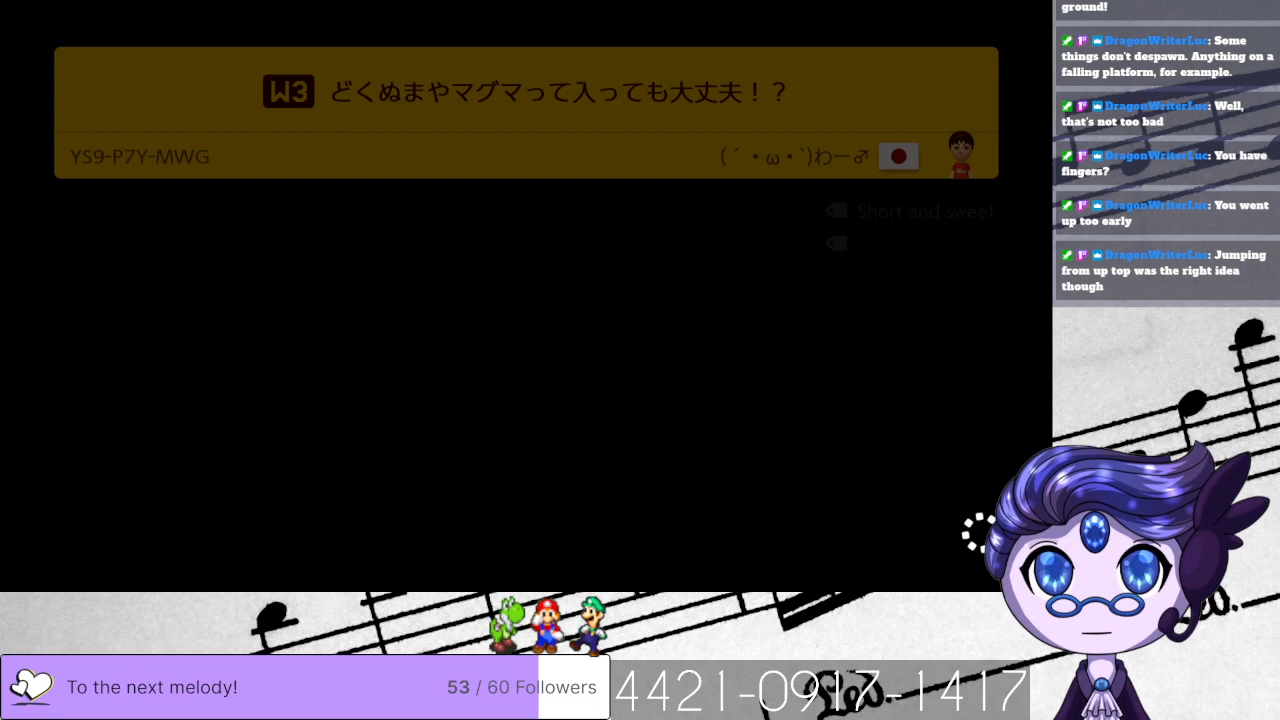 W3 どくぬまやマグマって入っても大丈夫！？
YS9-P7Y-MWG
(´・ω・`)わー♂
Short and sweet
---
ground!
DragonWriterLuc: Some
things don't despawn. Anything on a
falling platform, for example.
DragonWriterLuc: Well,
that's not too bad
DragonWriterLuc: You have
fingers?
DragonWriterLuc: You went
up too early
DragonWriterLuc: Jumping
from up top was the right idea
though
To the next melody!
53 / 60 Followers
4421-0917-1417